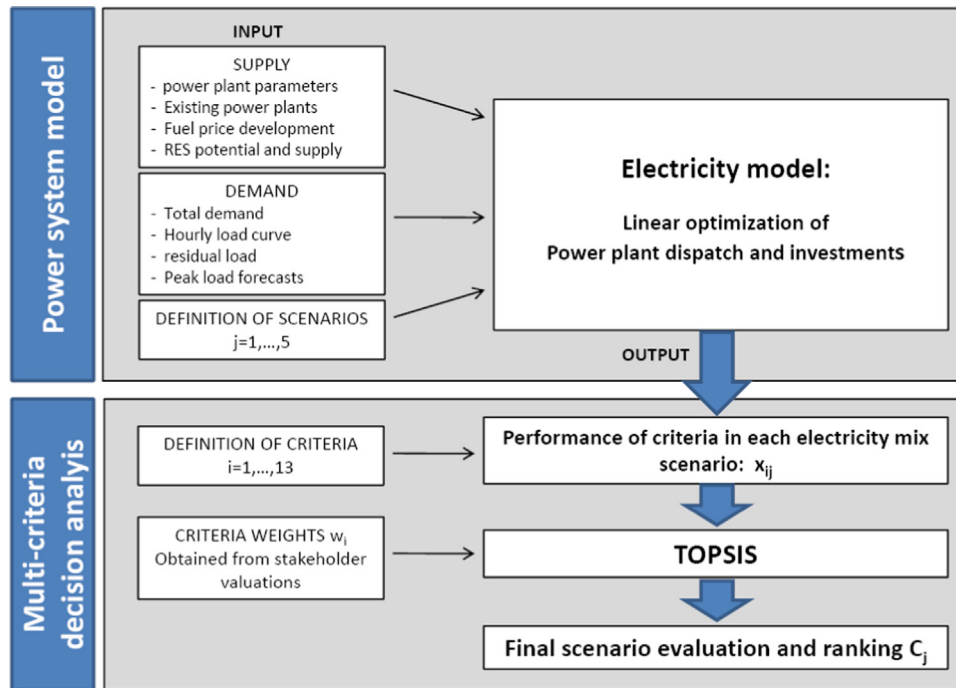 Power system model
INPUT
SUPPLY
- power plant parameters
- Existing power plants
- Fuel price development
- RES potential and supply
DEMAND
- Total demand
- Hourly load curve
- residual load
- Peak load forecasts
DEFINITION OF SCENARIOS
j=1,...,5
Electricity model:
Linear optimization of
Power plant dispatch and investments
OUTPUT
Multi-criteria
decision analyis
DEFINITION OF CRITERIA
i=1,...,13
CRITERIA WEIGHTS wᵢ
Obtained from stakeholder
valuations
Performance of criteria in each electricity mix
scenario: xᵢⱼ
TOPSIS
Final scenario evaluation and ranking Cⱼ